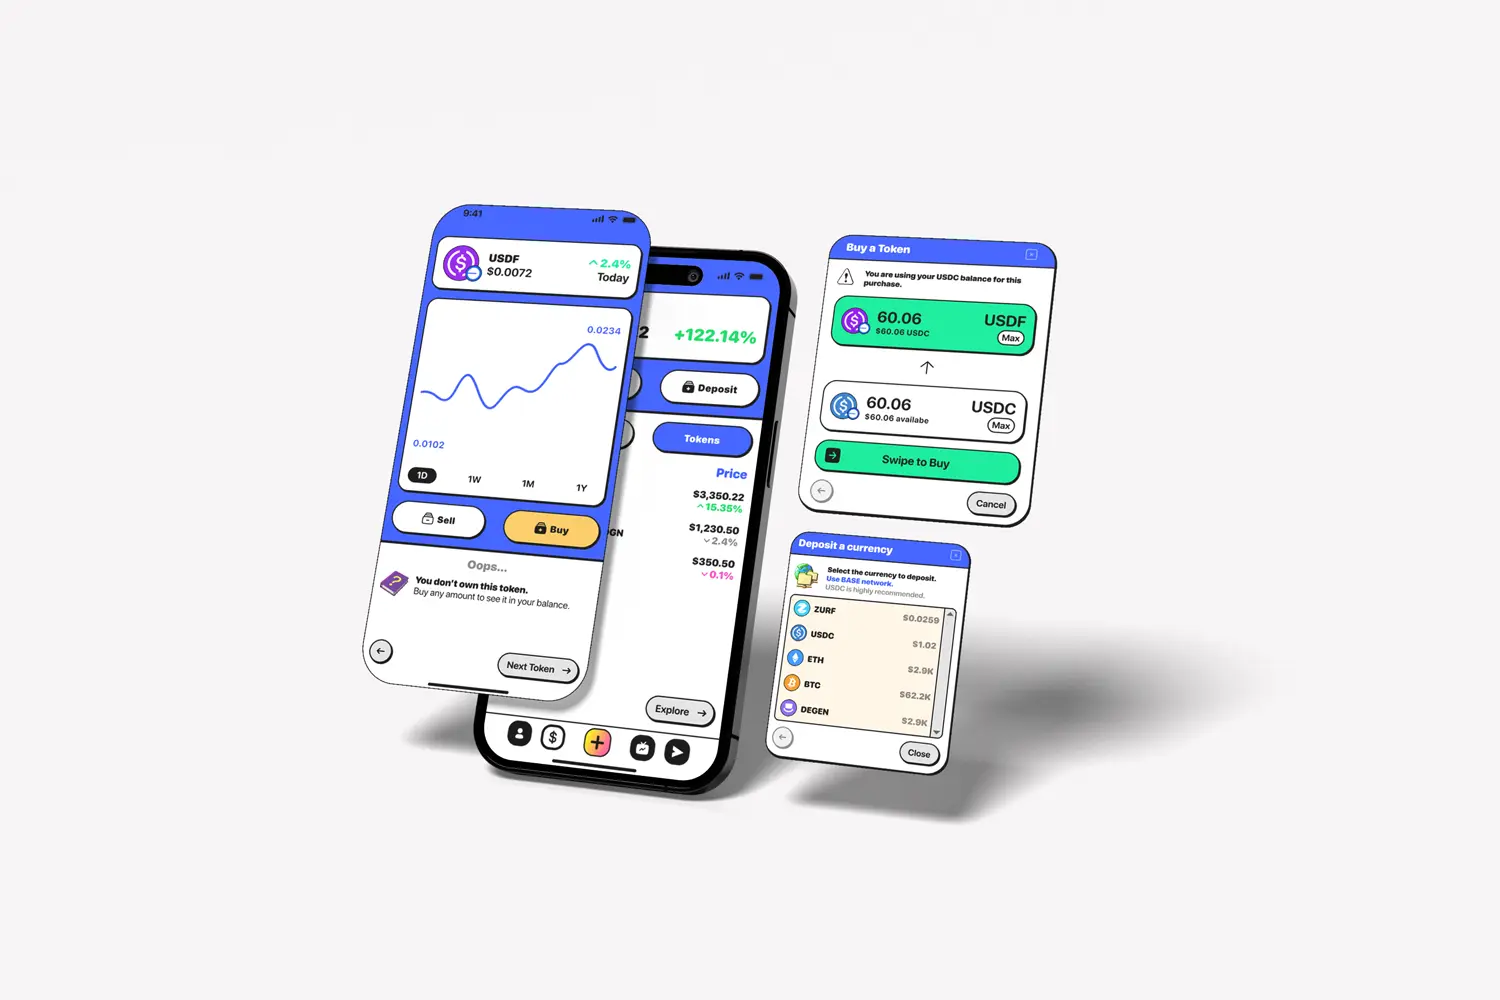 9:41
USDF
$0.0072
2.4%
Today
0.0234
0.0102
1D
1W
1M
1Y
Sell
Buy
Oops...
You don't own this token.
Buy any amount to see it in your balance.
Next Token
2
+122.14%
Deposit
Tokens
Price
$3,350.22
15.35%
GN
$1,230.50
2.4%
$350.50
0.1%
Explore
Buy a Token
You are using your USDC balance for this
purchase.
60.06
USDF
$60.06 USDC
Max
60.06
USDC
$60.06 availabe
Max
Swipe to Buy
Cancel
Deposit a currency
Select the currency to deposit.
Use BASE network.
USDC is highly recommended.
ZURF $0.0259
USDC $1.02
ETH $2.9K
BTC $62.2K
DEGEN $2.9K
Close